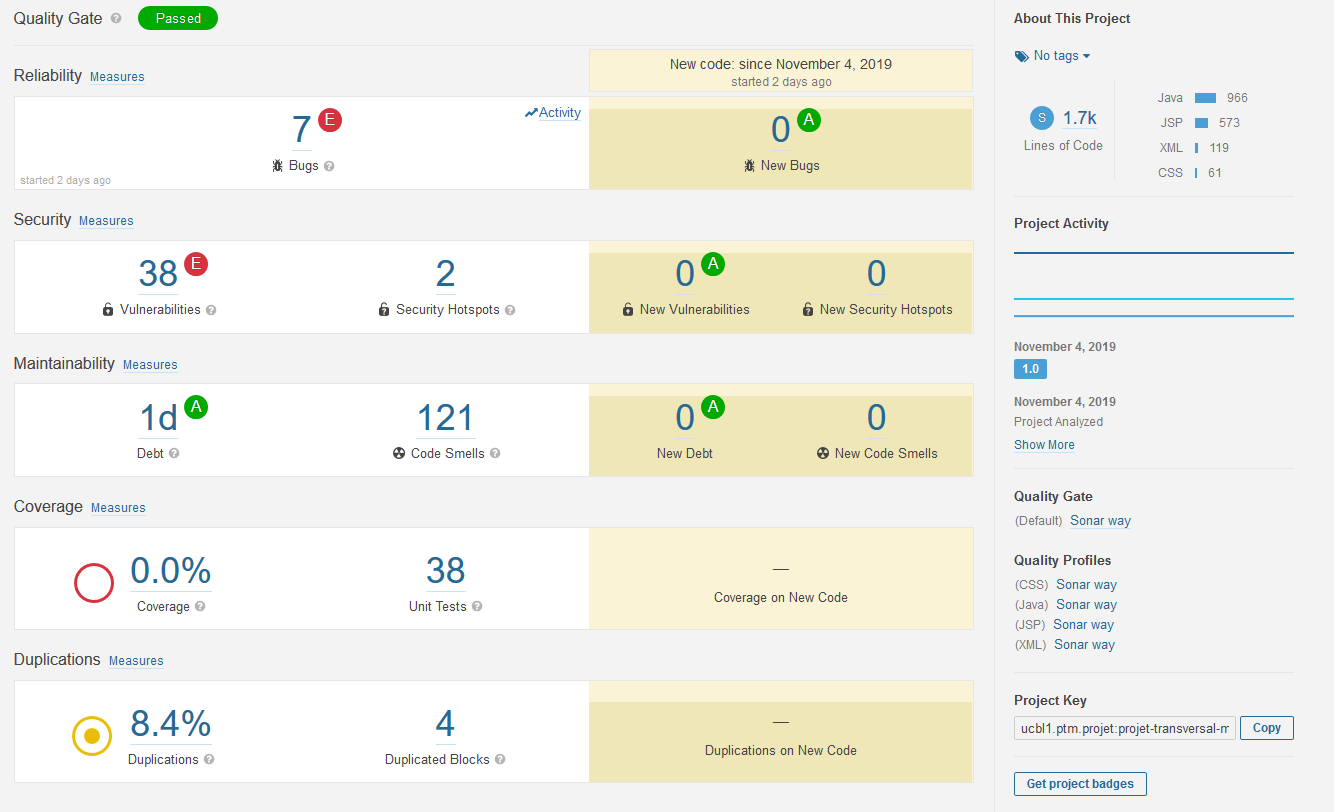 Quality Gate ? Passed
New code: since November 4, 2019
started 2 days ago
Reliability Measures
Activity
7 E
Bugs ?
started 2 days ago
0 A
New Bugs
Security Measures
38 E
Vulnerabilities ?
2
Security Hotspots ?
0 A
New Vulnerabilities
0
New Security Hotspots
Maintainability Measures
1d A
Debt ?
121
Code Smells ?
0 A
New Debt
0
New Code Smells
Coverage Measures
0.0%
Coverage ?
38
Unit Tests ?
—
Coverage on New Code
Duplications Measures
8.4%
Duplications ?
4
Duplicated Blocks ?
—
Duplications on New Code
About This Project
No tags
S 1.7k
Lines of Code
Java 966
JSP 573
XML 119
CSS 61
Project Activity
November 4, 2019
1.0
November 4, 2019
Project Analyzed
Show More
Quality Gate
(Default) Sonar way
Quality Profiles
(CSS) Sonar way
(Java) Sonar way
(JSP) Sonar way
(XML) Sonar way
Project Key
ucbl1.ptm.projet:projet-transversal-m Copy
Get project badges